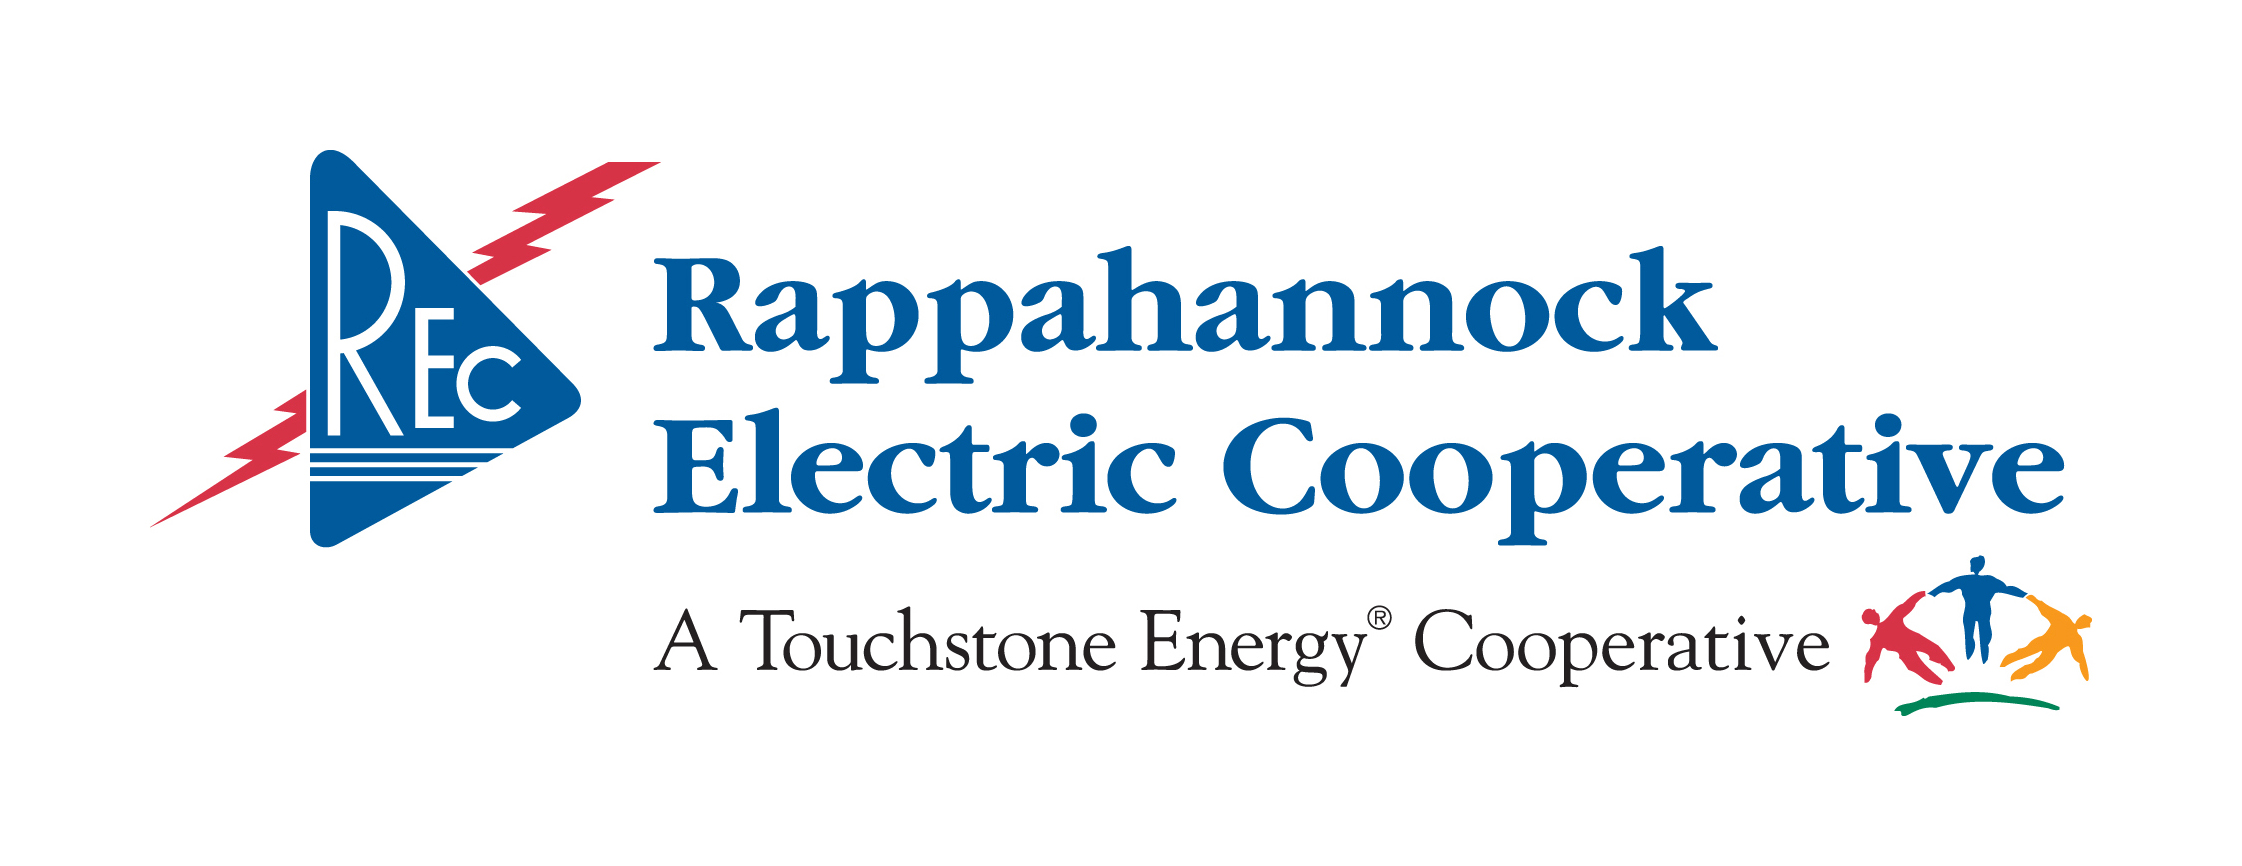 REC
Rappahannock
Electric Cooperative
A Touchstone Energy® Cooperative